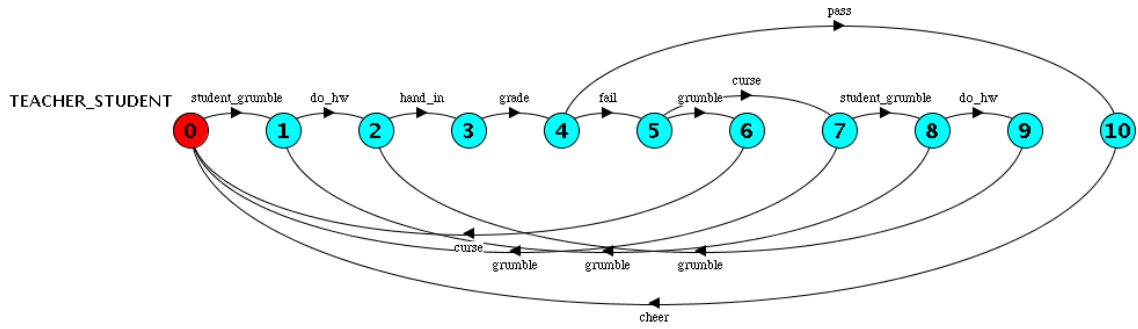 pass
curse
TEACHER_STUDENT student_grumble do_hw hand_in grade fail grumble student_grumble do_hw
0 1 2 3 4 5 6 7 8 9 10
curse
grumble grumble grumble
cheer